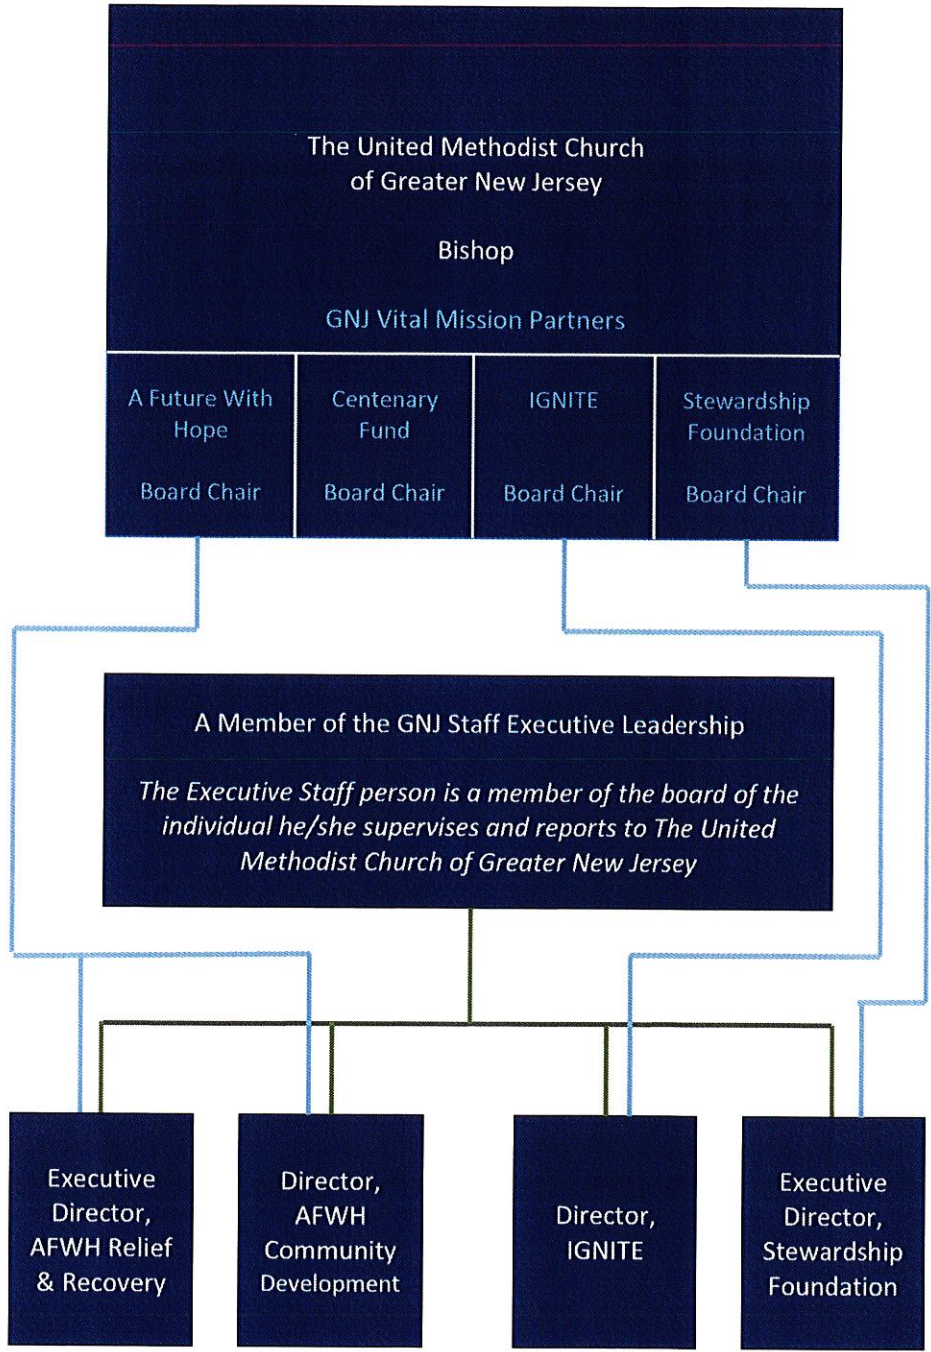 The United Methodist Church
of Greater New Jersey
Bishop
GNJ Vital Mission Partners
A Future With
Hope
Board Chair
Centenary
Fund
Board Chair
IGNITE
Board Chair
Stewardship
Foundation
Board Chair
A Member of the GNJ Staff Executive Leadership
The Executive Staff person is a member of the board of the
individual he/she supervises and reports to The United
Methodist Church of Greater New Jersey
Executive
Director,
AFWH Relief
& Recovery
Director,
AFWH
Community
Development
Director,
IGNITE
Executive
Director,
Stewardship
Foundation